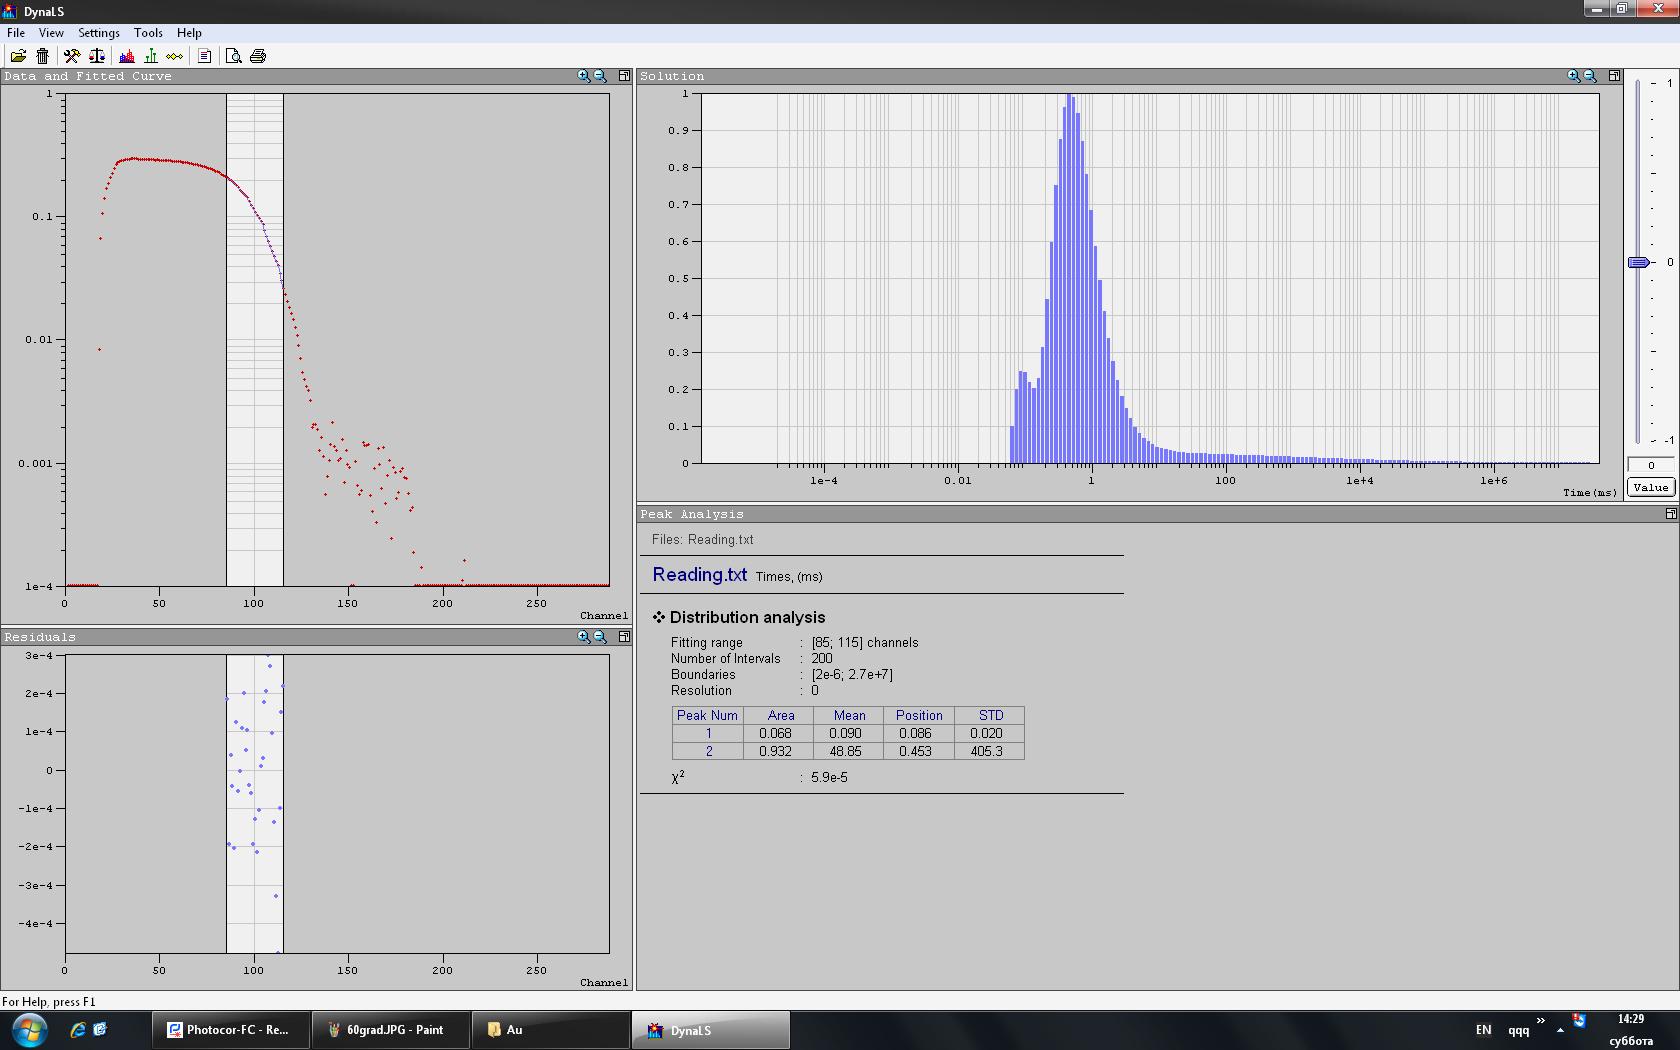 DynaLS
File View Settings Tools Help
Data and Fitted Curve
1
0.1
0.01
0.001
1e-4
0 50 100 150 200 250
Channel
Residuals
3e-4
2e-4
1e-4
0
-1e-4
-2e-4
-3e-4
-4e-4
0 50 100 150 200 250
Channel
Solution
1
0.9
0.8
0.7
0.6
0.5
0.4
0.3
0.2
0.1
0
1e-4 0.01 1 100 1e+4 1e+6
Time(ms)
1
0
-1
0
Value
Peak Analysis
Files: Reading.txt
Reading.txt Times, (ms)
Distribution analysis
Fitting range : [85; 115] channels
Number of Intervals : 200
Boundaries : [2e-6; 2.7e+7]
Resolution : 0
Peak Num Area Mean Position STD
1 0.068 0.090 0.086 0.020
2 0.932 48.85 0.453 405.3
χ² : 5.9e-5
For Help, press F1
Photocor-FC - Re... 60grad.JPG - Paint Au DynaLS EN qqq » 14:29
суббота